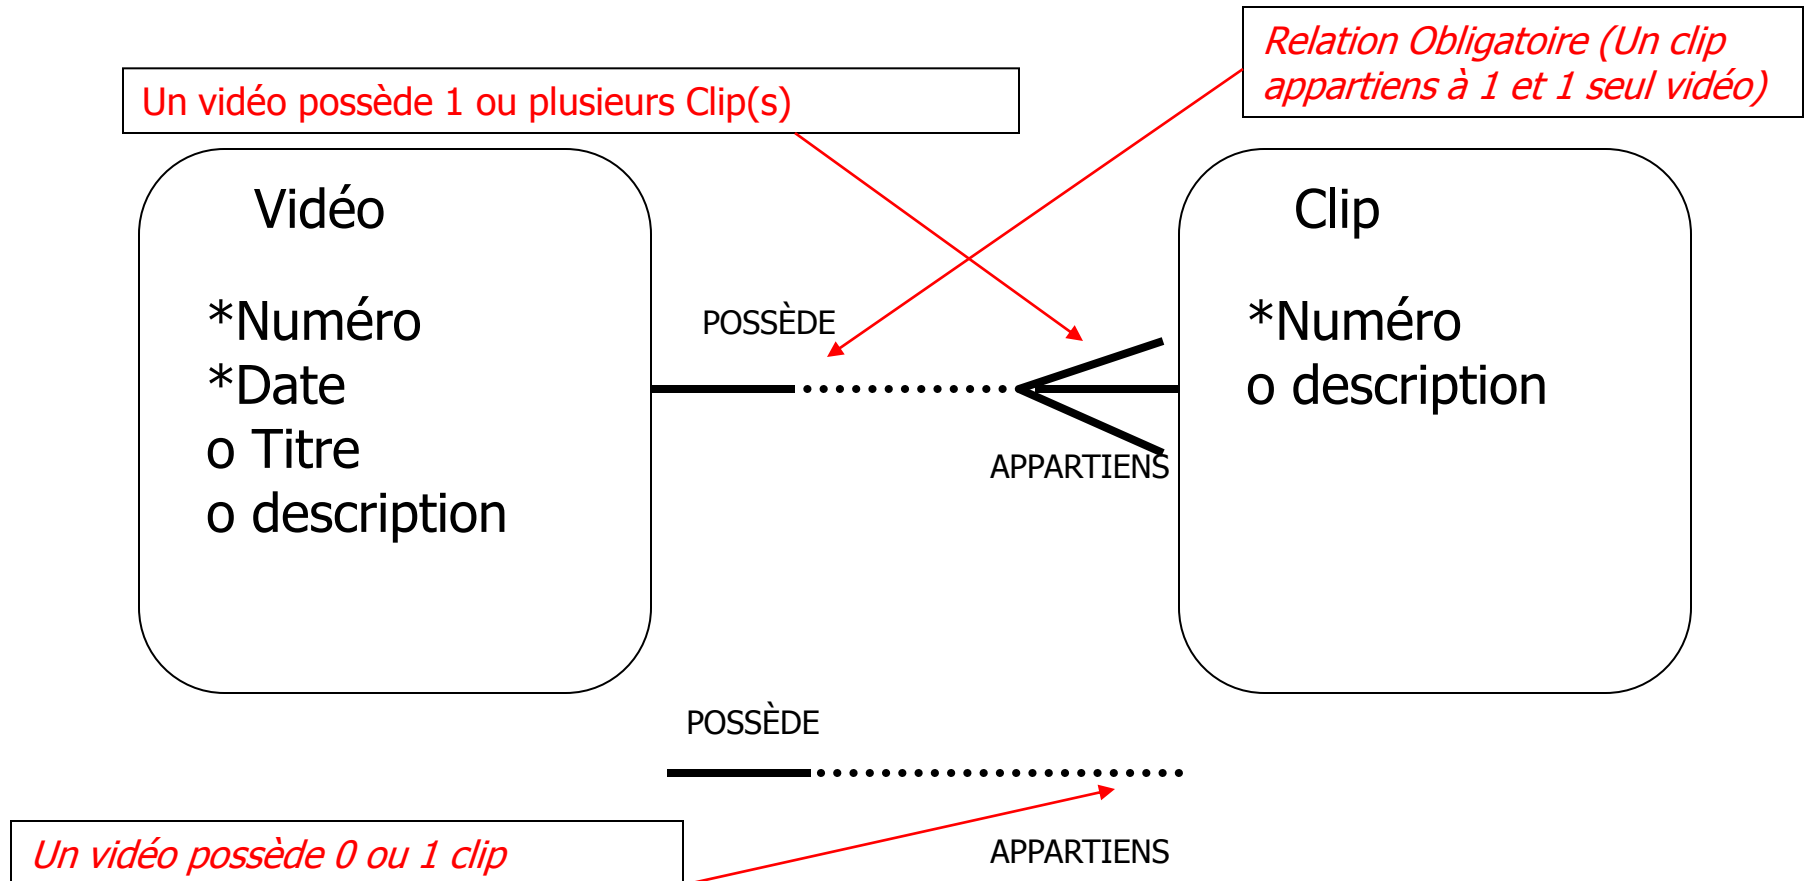 Relation Obligatoire (Un clip
appartiens à 1 et 1 seul vidéo)
Un vidéo possède 1 ou plusieurs Clip(s)
Vidéo
*Numéro
*Date
o Titre
o description
POSSÈDE
APPARTIENS
Clip
*Numéro
o description
POSSÈDE
APPARTIENS
Un vidéo possède 0 ou 1 clip